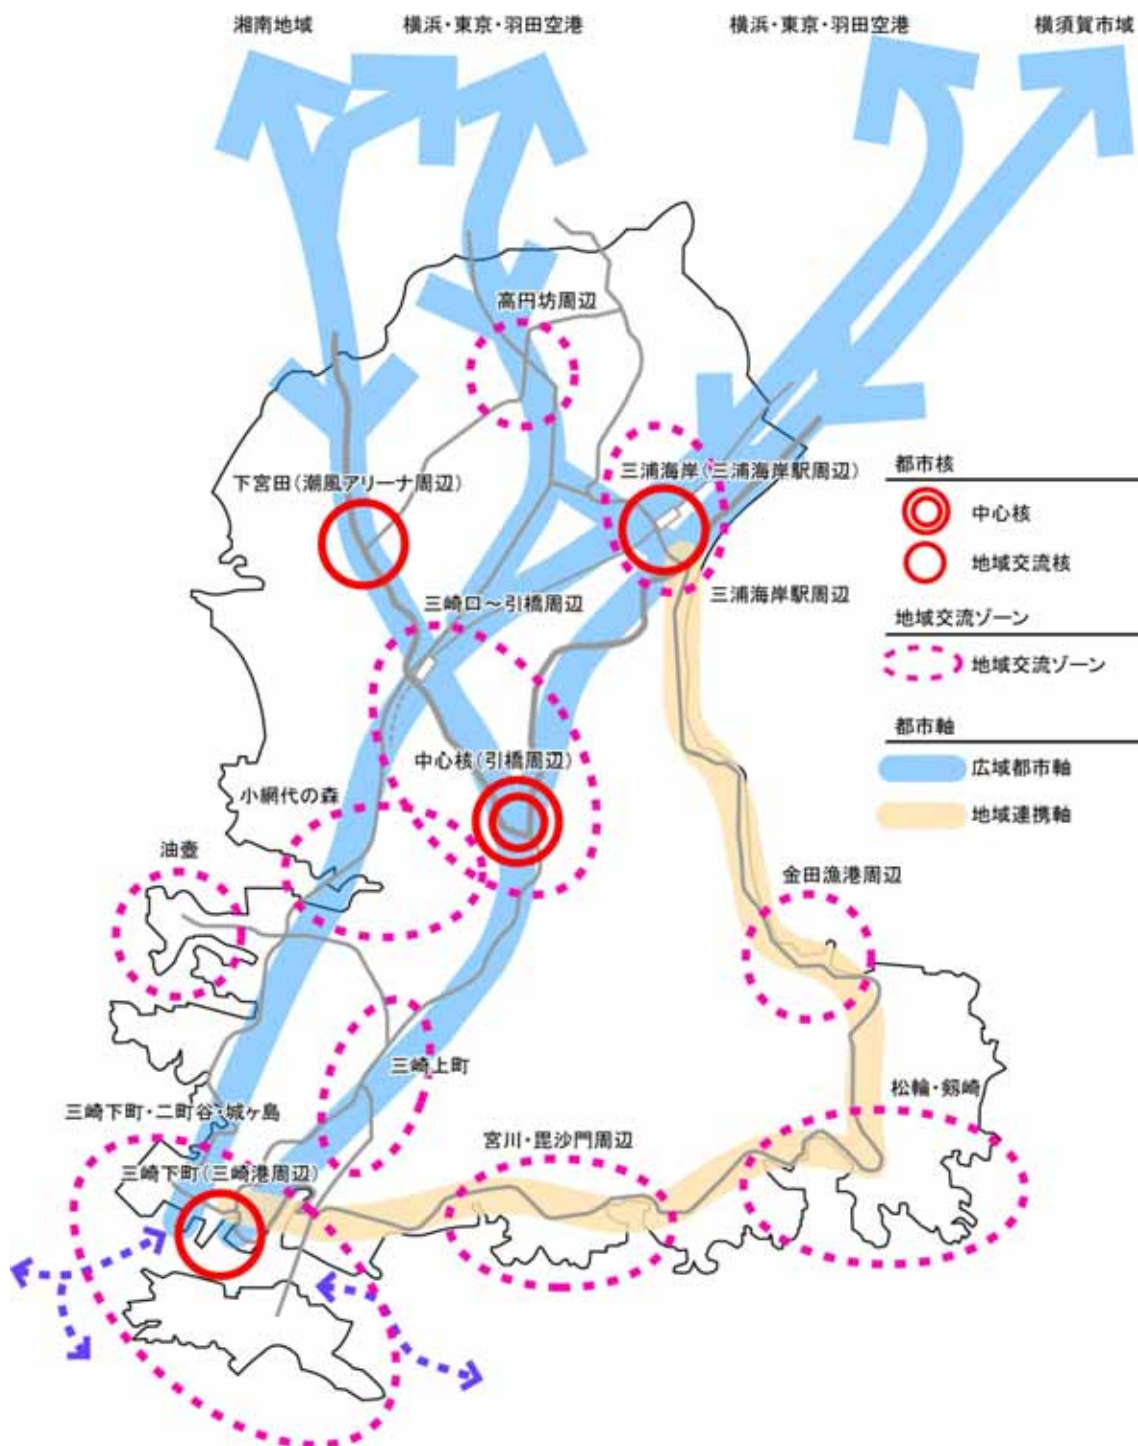 湘南地域
横浜・東京・羽田空港
横浜・東京・羽田空港
横須賀市域
高円坊周辺
下宮田（潮風アリーナ周辺）
三浦海岸（三浦海岸駅周辺）
三崎口～引橋周辺
三浦海岸駅周辺
中心核（引橋周辺）
小網代の森
油壺
金田漁港周辺
三崎上町
松輪・剱崎
三崎下町・二町谷・城ヶ島
宮川・毘沙門周辺
三崎下町（三崎港周辺）
都市核
中心核
地域交流核
地域交流ゾーン
地域交流ゾーン
都市軸
広域都市軸
地域連携軸